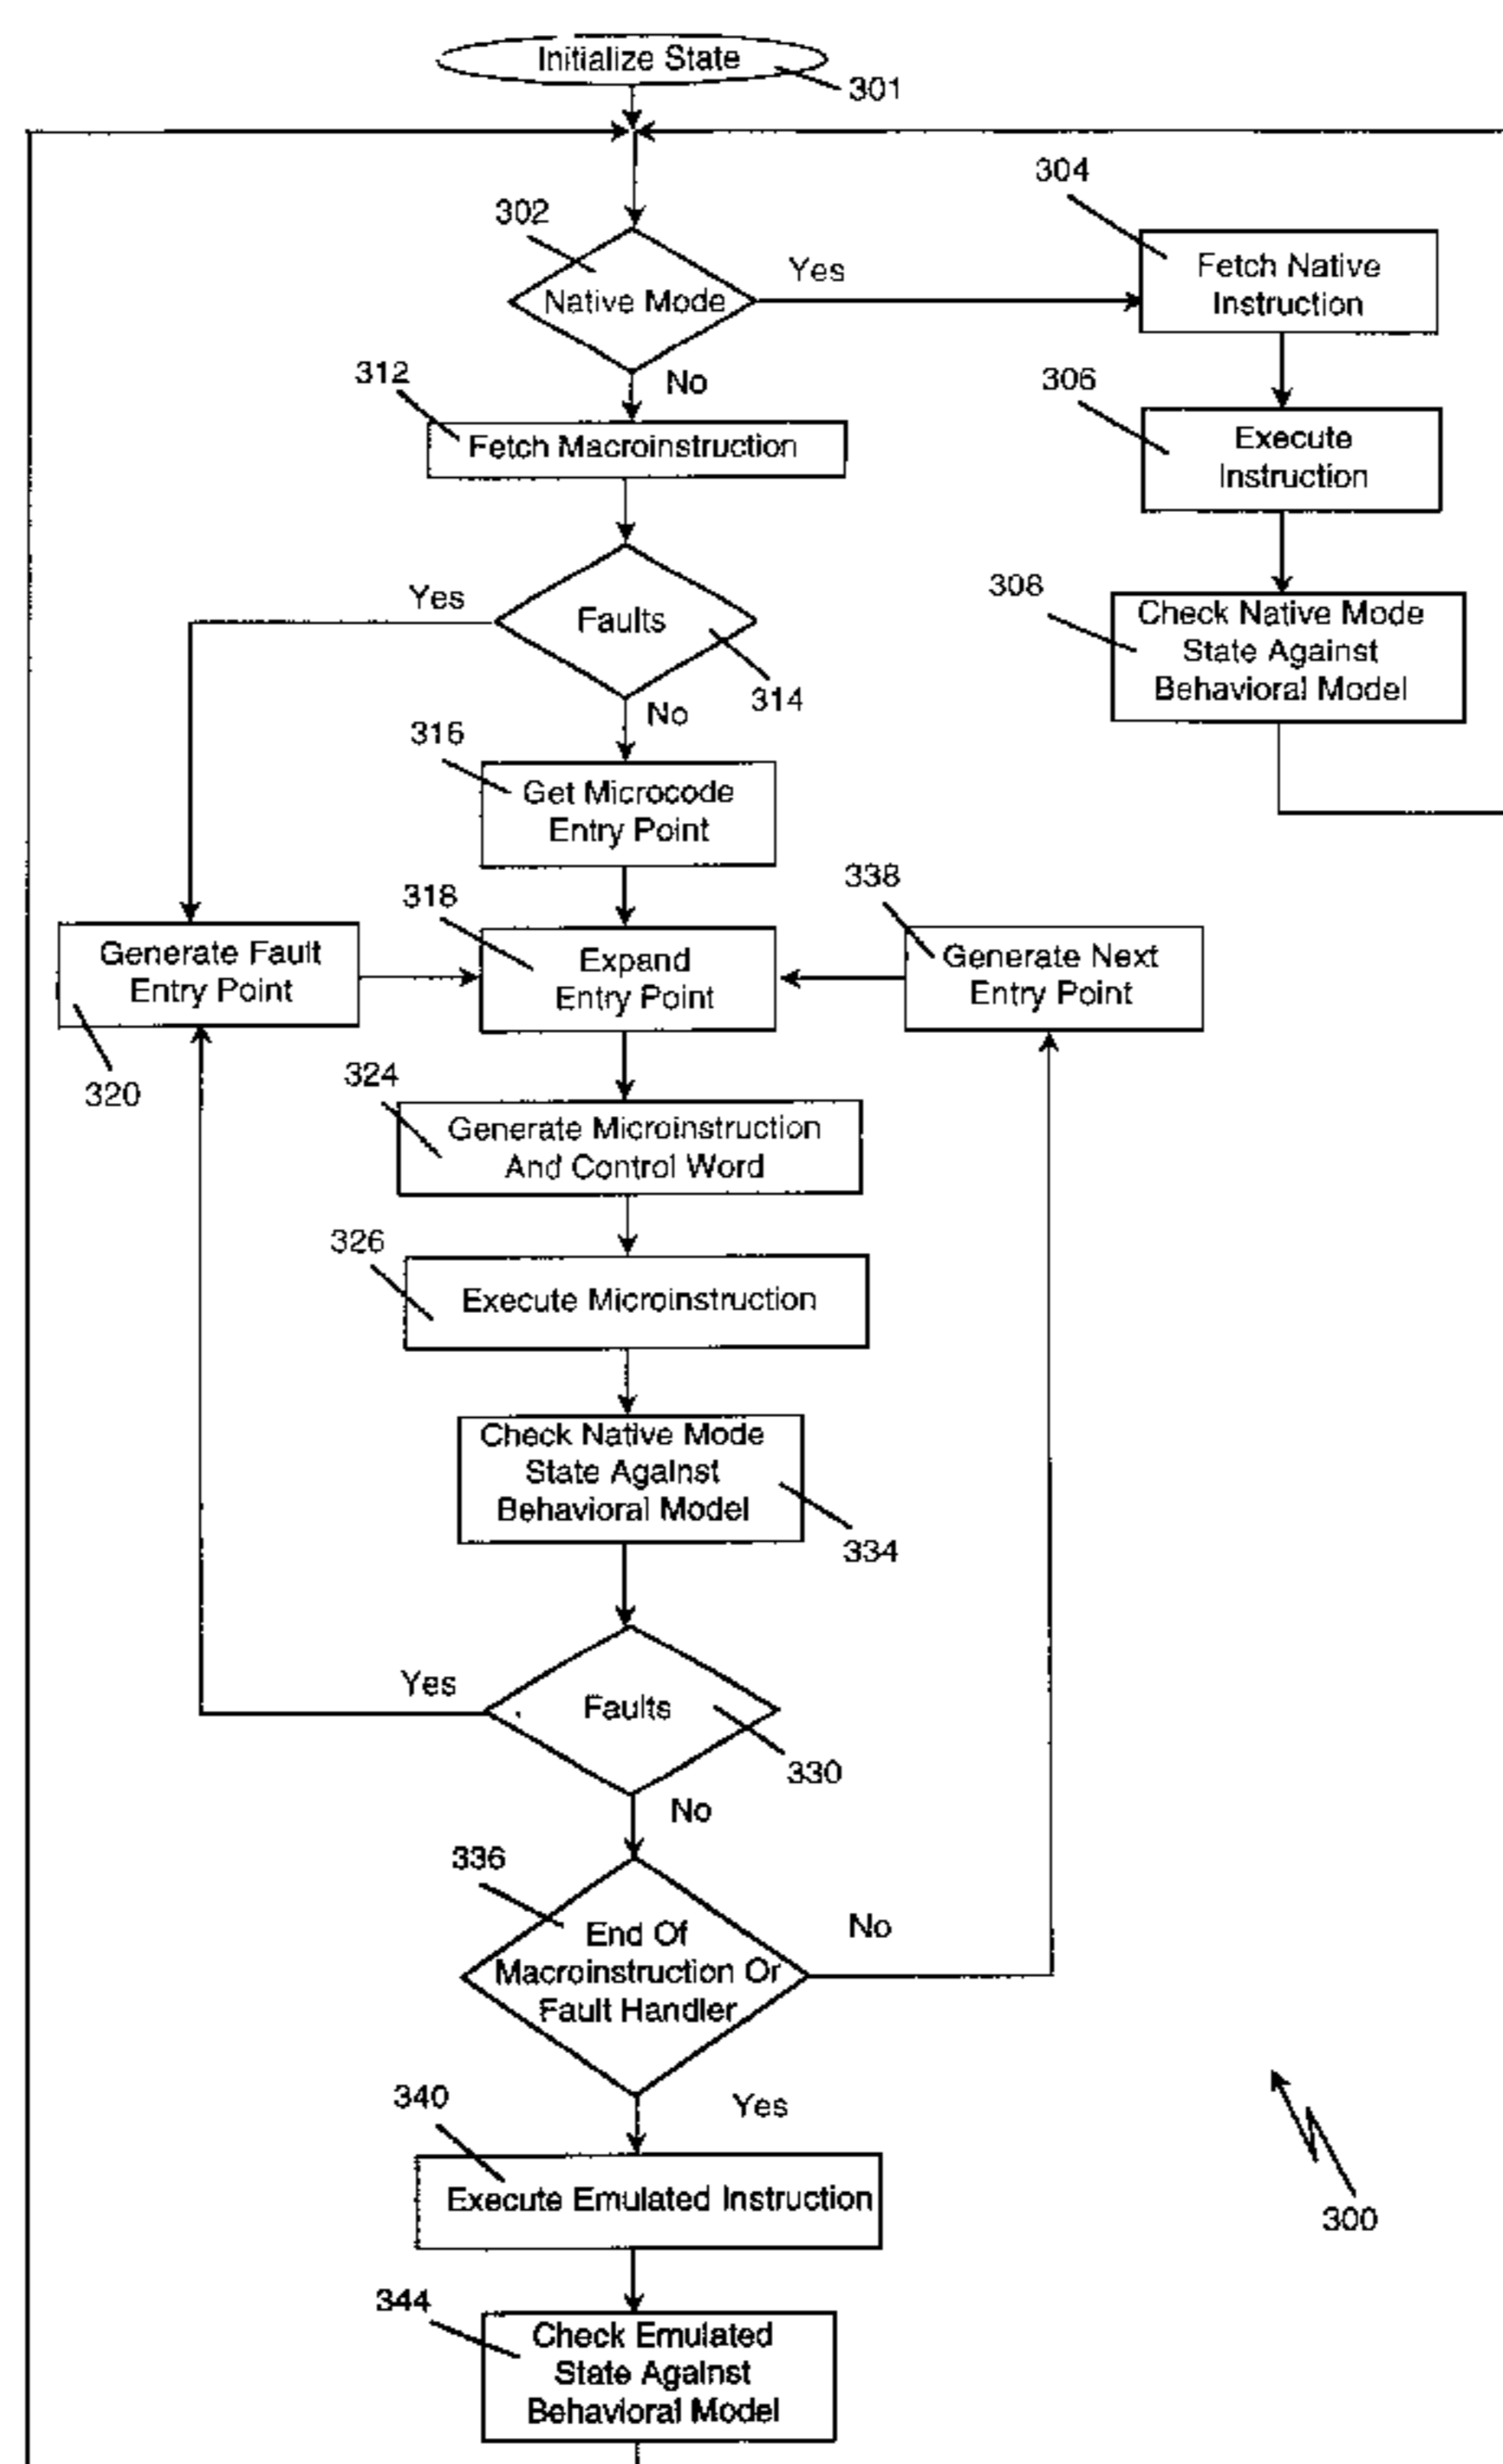 Initialize State
301
304
302
Yes
Fetch Native
Instruction
Native Mode
312
No
306
Fetch Macroinstruction
Execute
Instruction
308
Yes
Faults
Check Native Mode
State Against
Behavioral Model
314
No
316
Get Microcode
Entry Point
338
318
Generate Fault
Entry Point
Expand
Entry Point
Generate Next
Entry Point
320
324
Generate Microinstruction
And Control Word
326
Execute Microinstruction
Check Native Mode
State Against
Behavioral Model
334
Yes
Faults
330
No
336
No
End Of
Macroinstruction Or
Fault Handler
340
Yes
Execute Emulated Instruction
300
344
Check Emulated
State Against
Behavioral Model